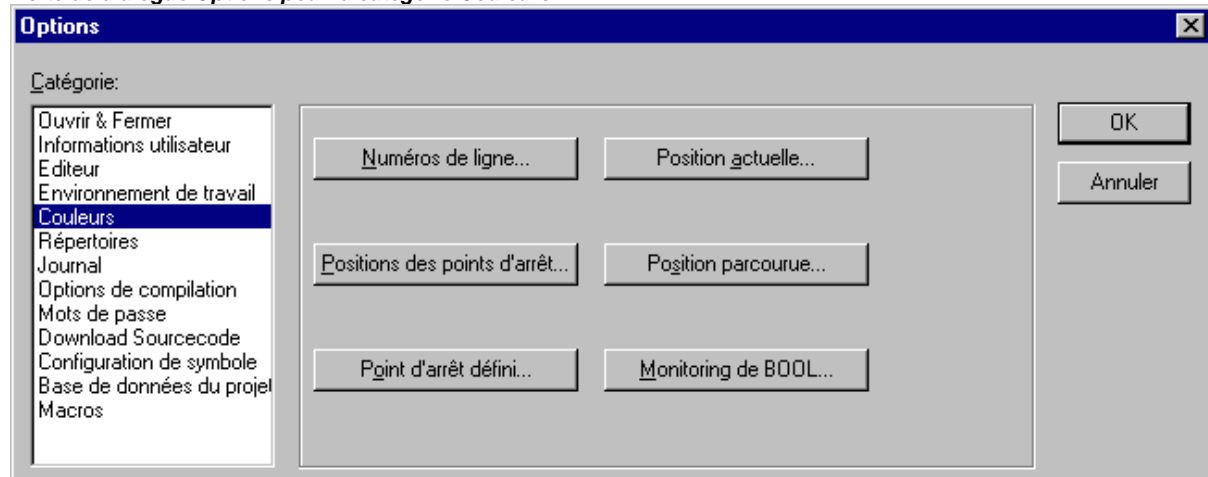 Options
Catégorie:
Ouvrir & Fermer
Informations utilisateur
Editeur
Environnement de travail
Couleurs
Répertoires
Journal
Options de compilation
Mots de passe
Download Sourcecode
Configuration de symbole
Base de données du projet
Macros
Numéros de ligne...
Position actuelle...
Positions des points d'arrêt...
Position parcourue...
Point d'arrêt défini...
Monitoring de BOOL...
OK
Annuler